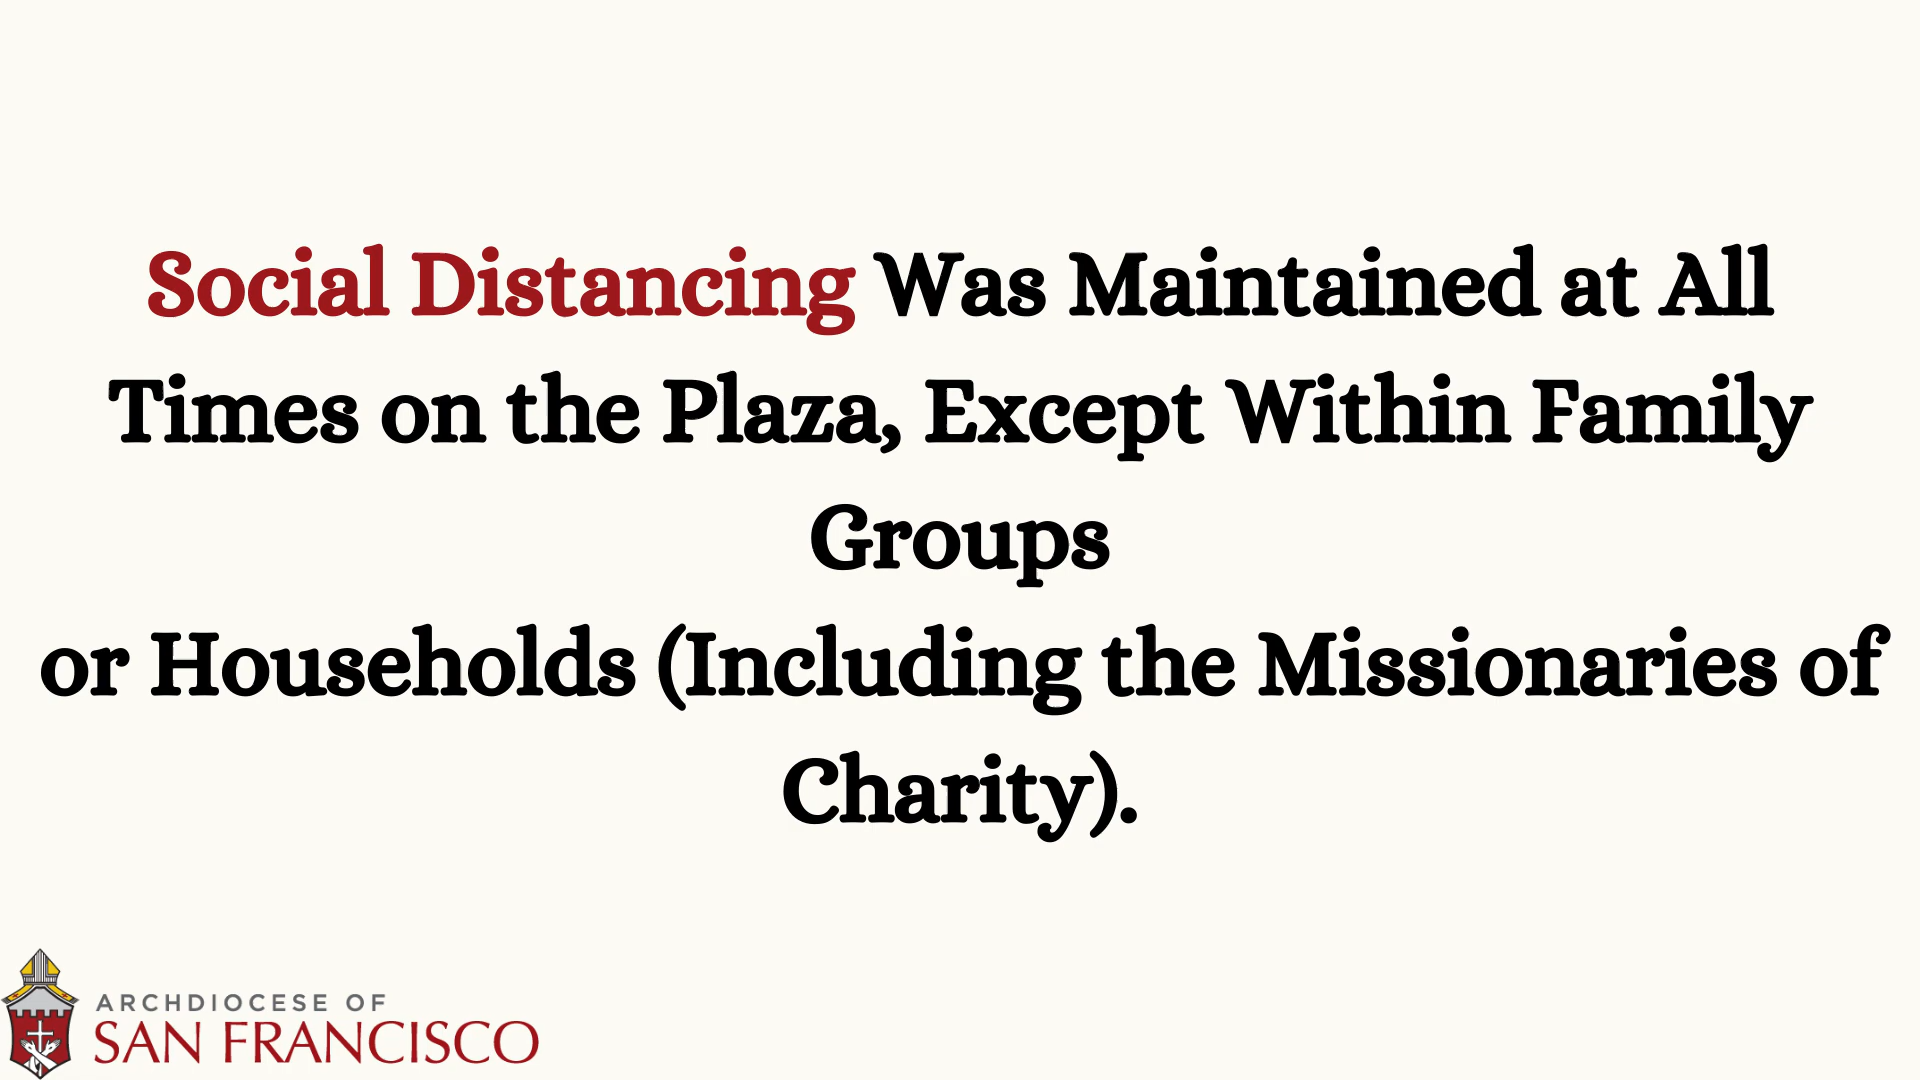 Social Distancing Was Maintained at All
Times on the Plaza, Except Within Family
Groups
or Households (Including the Missionaries of
Charity).
ARCHDIOCESE OF
SAN FRANCISCO